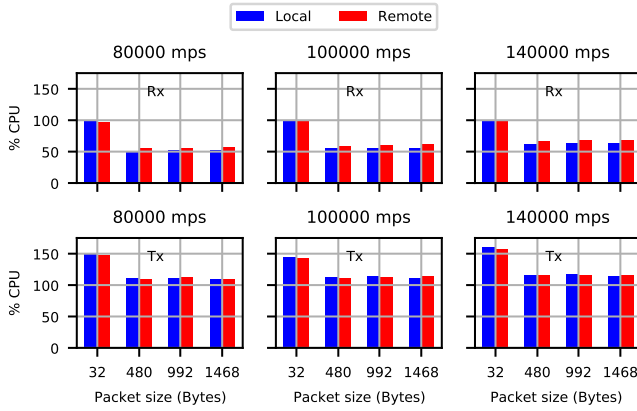 Local Remote
80000 mps 100000 mps 140000 mps
% CPU
150
100
50
0
Rx Rx Rx
80000 mps 100000 mps 140000 mps
% CPU
150
100
50
0
Tx Tx Tx
32 480 992 1468 32 480 992 1468 32 480 992 1468
Packet size (Bytes) Packet size (Bytes) Packet size (Bytes)